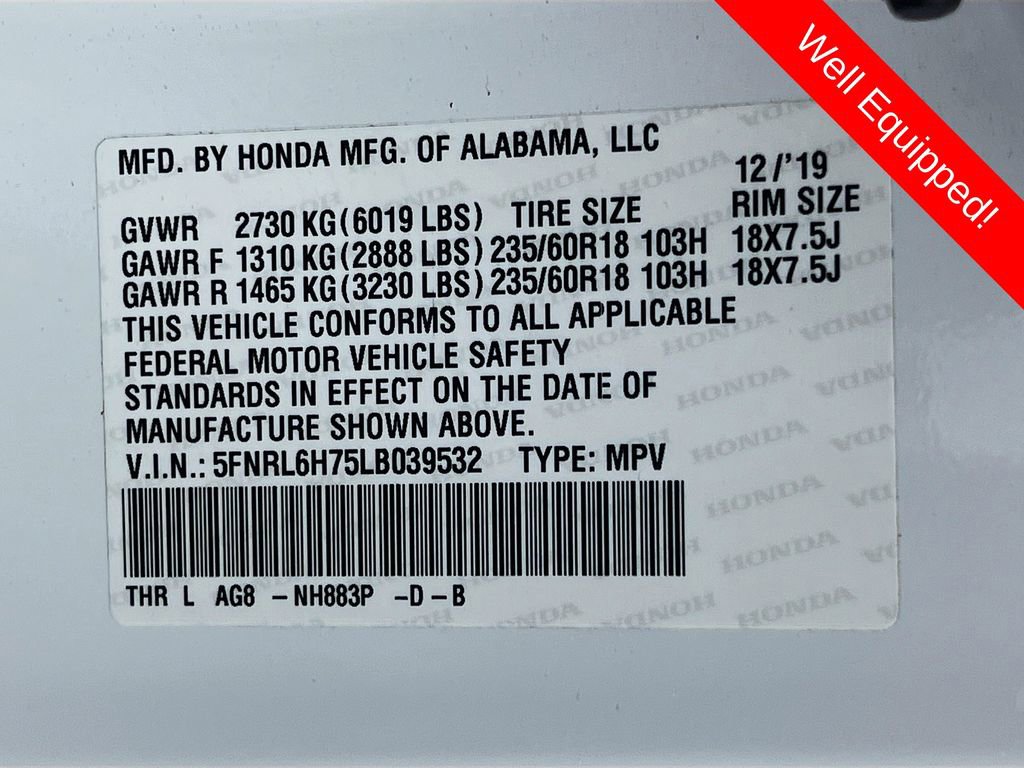 Well Equipped!
MFD. BY HONDA MFG. OF ALABAMA, LLC
12/'19
GVWR 2730 KG(6019 LBS) TIRE SIZE RIM SIZE
GAWR F 1310 KG(2888 LBS) 235/60R18 103H 18X7.5J
GAWR R 1465 KG(3230 LBS) 235/60R18 103H 18X7.5J
THIS VEHICLE CONFORMS TO ALL APPLICABLE
FEDERAL MOTOR VEHICLE SAFETY
STANDARDS IN EFFECT ON THE DATE OF
MANUFACTURE SHOWN ABOVE.
V.I.N.: 5FNRL6H75LB039532 TYPE: MPV
THR L AG8 -NH883P -D-B